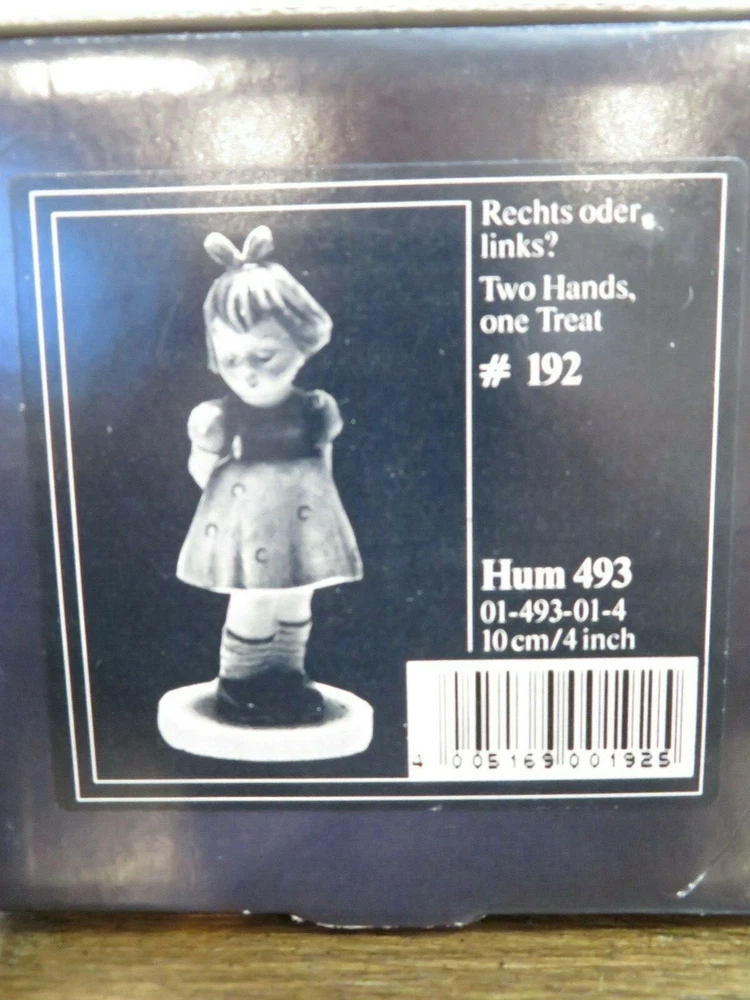 Rechts oder
links?
Two Hands,
one Treat
# 192
Hum 493
01-493-01-4
10 cm/4 inch
4 005169 001925